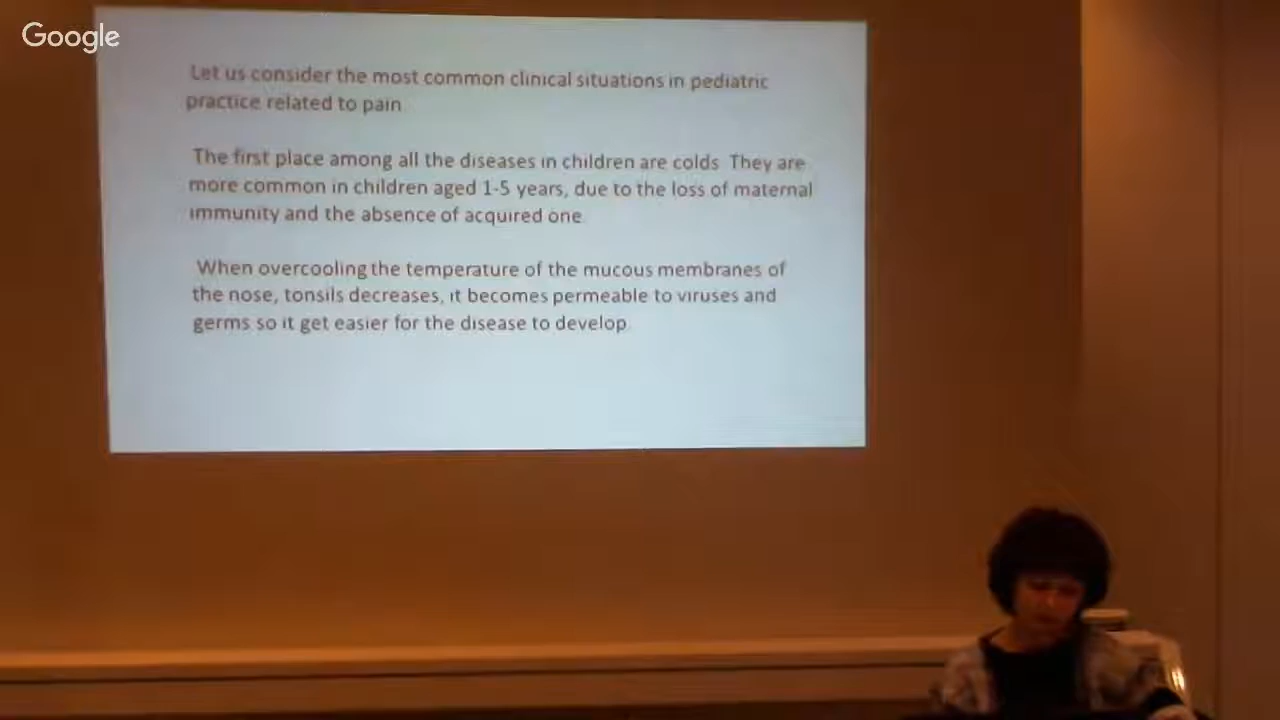 Google
Let us consider the most common clinical situations in pediatric
practice related to pain
The first place among all the diseases in children are colds They are
more common in children aged 1-5 years, due to the loss of maternal
immunity and the absence of acquired one
When overcooling the temperature of the mucous membranes of
the nose, tonsils decreases, it becomes permeable to viruses and
germs so it get easier for the disease to develop